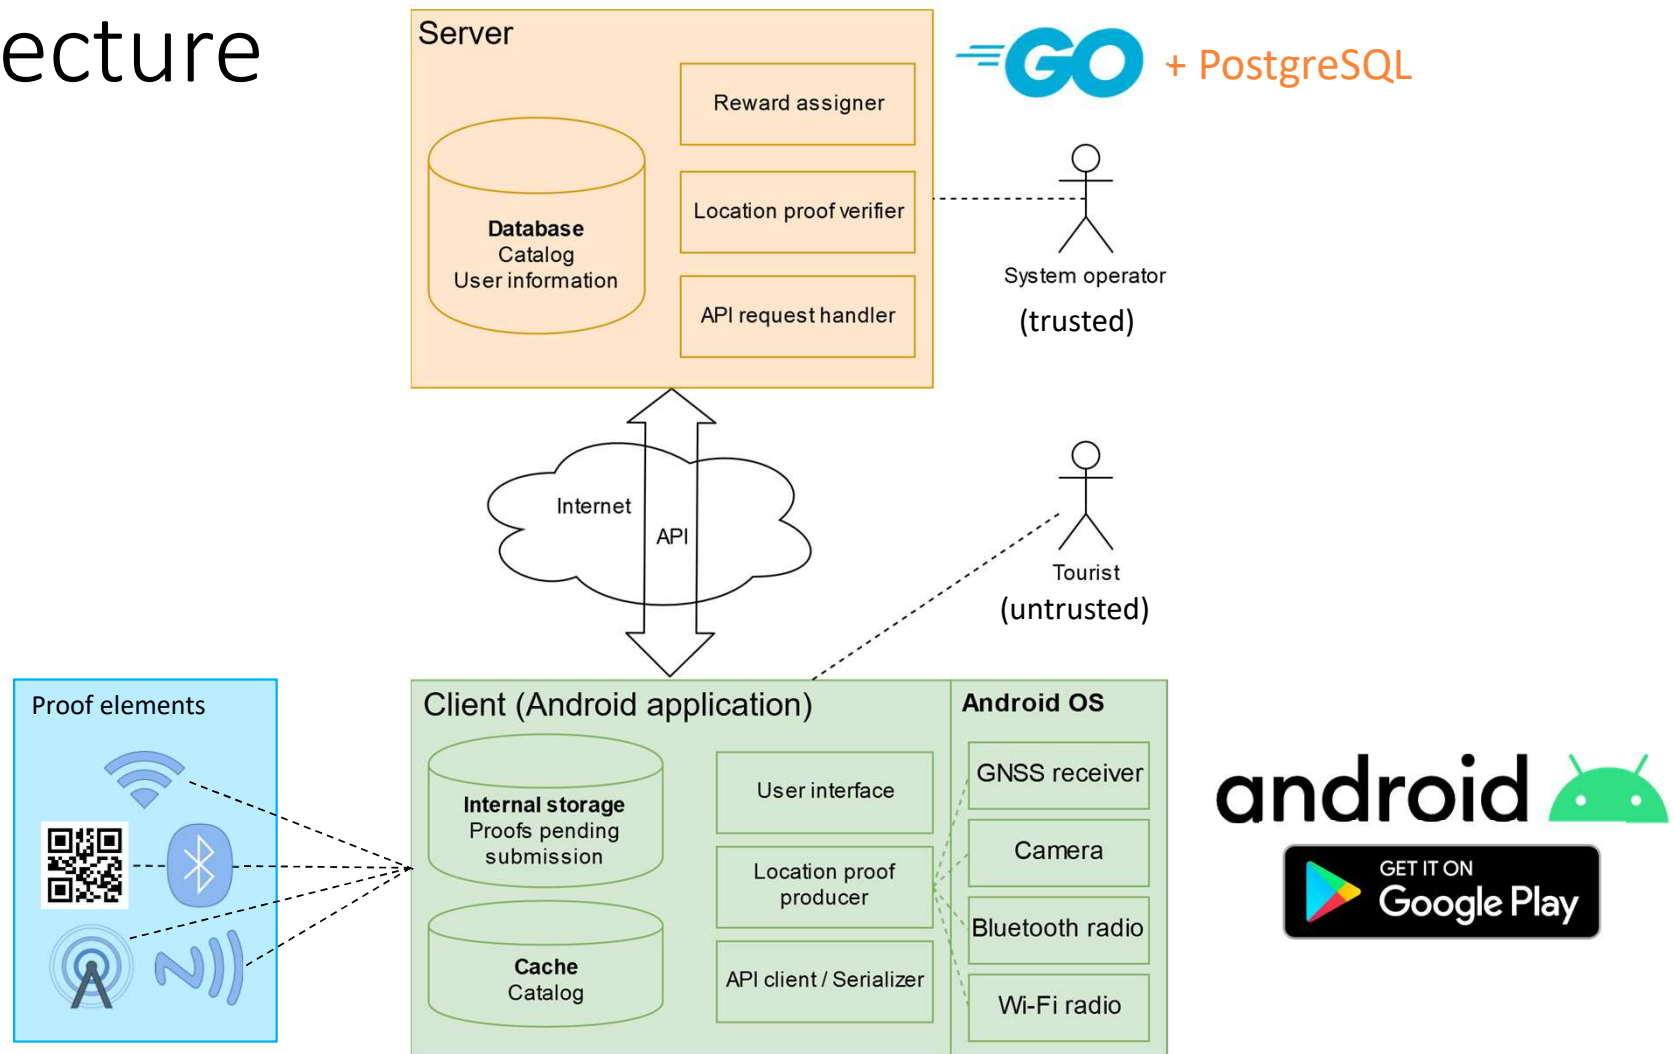 ecture
Server
GO
+ PostgreSQL
Reward assigner
Database
Catalog
User information
Location proof verifier
API request handler
System operator
(trusted)
Internet
API
Tourist
(untrusted)
Proof elements
Client (Android application)
Android OS
Internal storage
Proofs pending
submission
Cache
Catalog
User interface
Location proof
producer
API client / Serializer
GNSS receiver
Camera
Bluetooth radio
Wi-Fi radio
android
GET IT ON
Google Play